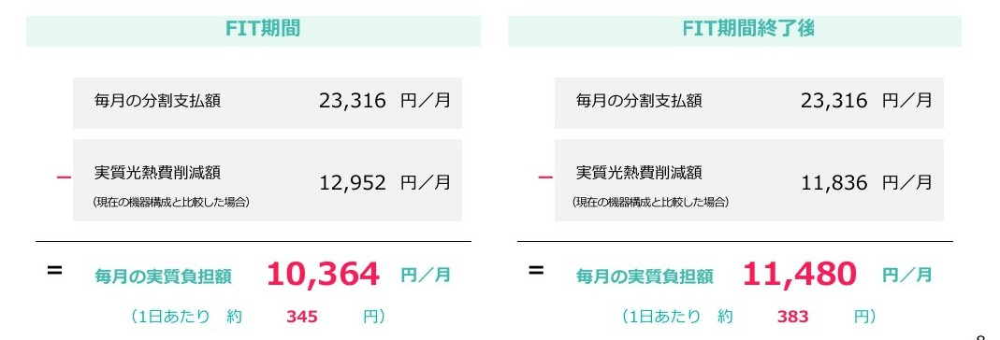 FIT期間
毎月の分割支払額 23,316 円／月
− 実質光熱費削減額 12,952 円／月
（現在の機器構成と比較した場合）
= 毎月の実質負担額 10,364 円／月
（1日あたり 約 345 円）
FIT期間終了後
毎月の分割支払額 23,316 円／月
− 実質光熱費削減額 11,836 円／月
（現在の機器構成と比較した場合）
= 毎月の実質負担額 11,480 円／月
（1日あたり 約 383 円）